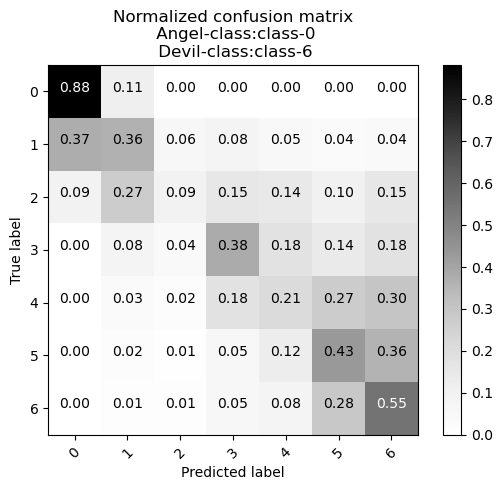 Normalized confusion matrix
Angel-class:class-0
Devil-class:class-6
0 0.88 0.11 0.00 0.00 0.00 0.00 0.00
1 0.37 0.36 0.06 0.08 0.05 0.04 0.04
2 0.09 0.27 0.09 0.15 0.14 0.10 0.15
3 0.00 0.08 0.04 0.38 0.18 0.14 0.18
4 0.00 0.03 0.02 0.18 0.21 0.27 0.30
5 0.00 0.02 0.01 0.05 0.12 0.43 0.36
6 0.00 0.01 0.01 0.05 0.08 0.28 0.55
0 1 2 3 4 5 6
True label
Predicted label
0.8
0.7
0.6
0.5
0.4
0.3
0.2
0.1
0.0